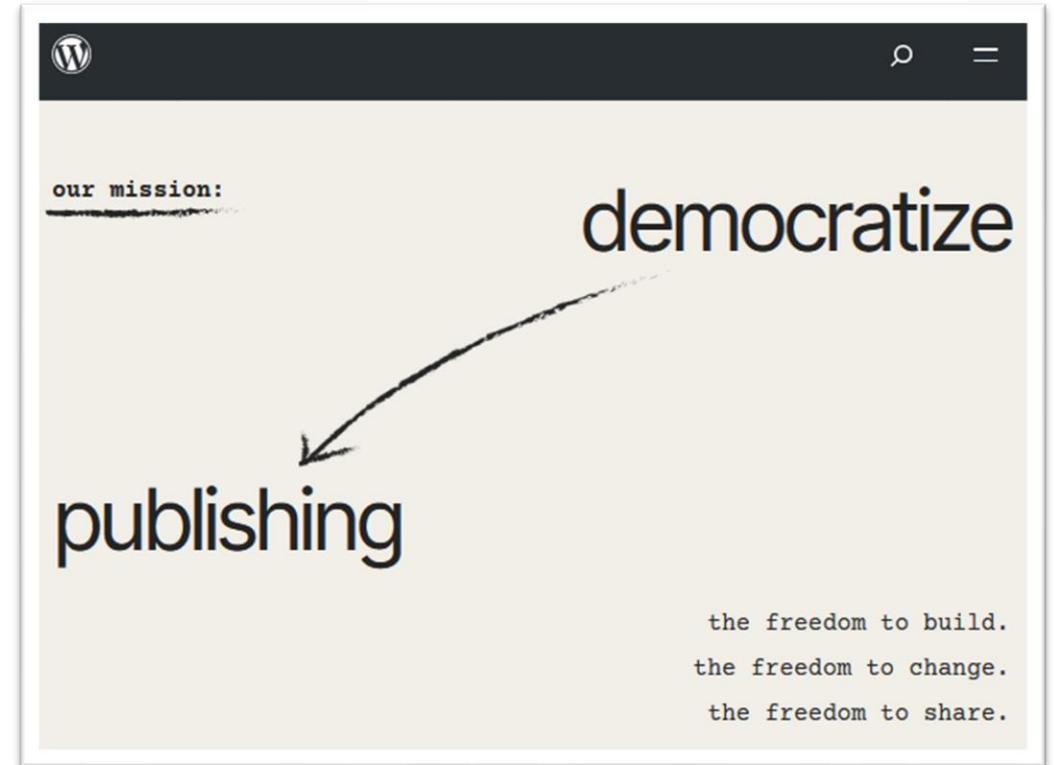 our mission:
democratize
publishing
the freedom to build.
the freedom to change.
the freedom to share.